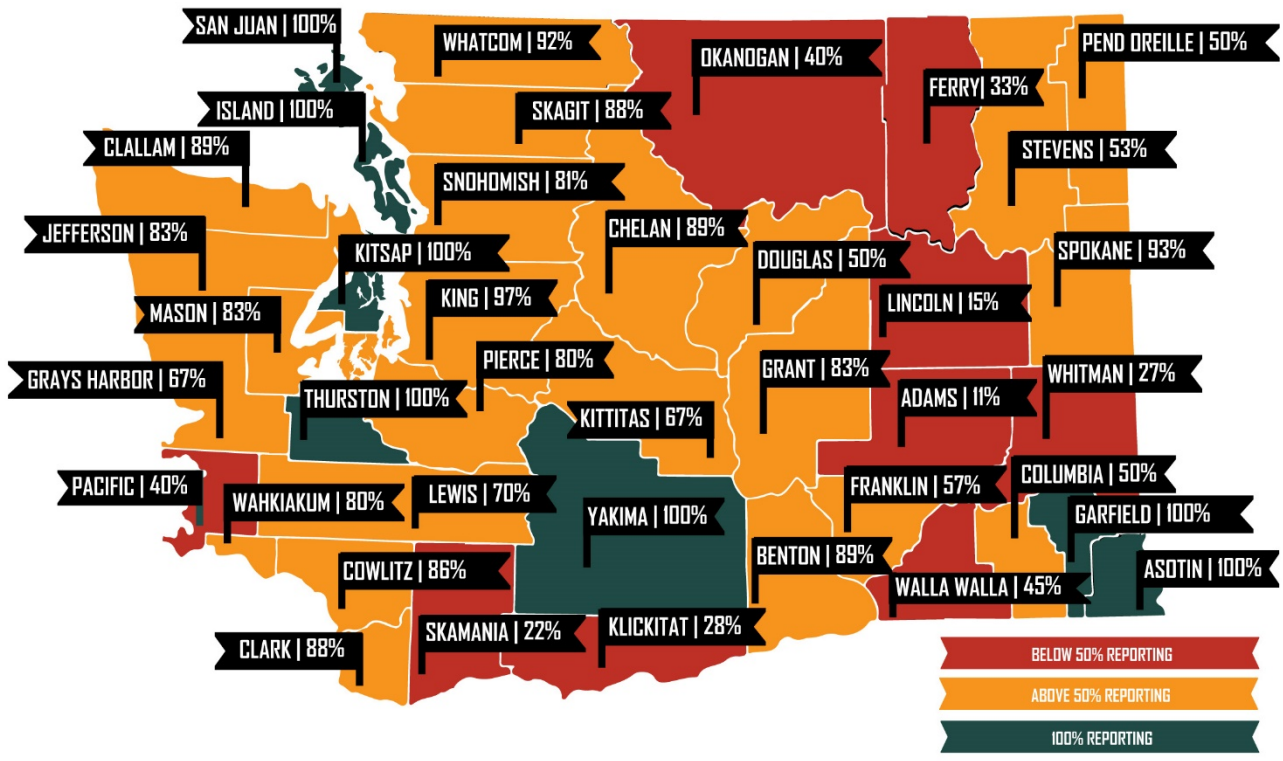 SAN JUAN | 100%
WHATCOM | 92%
OKANOGAN | 40%
PEND OREILLE | 50%
FERRY| 33%
ISLAND | 100%
SKAGIT | 88%
CLALLAM | 89%
STEVENS | 53%
SNOHOMISH | 81%
JEFFERSON | 83%
CHELAN | 89%
KITSAP | 100%
DOUGLAS | 50%
SPOKANE | 93%
MASON | 83%
KING | 97%
LINCOLN | 15%
GRAYS HARBOR | 67%
PIERCE | 80%
GRANT | 83%
WHITMAN | 27%
THURSTON | 100%
ADAMS | 11%
KITTITAS | 67%
PACIFIC | 40%
WAHKIAKUM | 80%
LEWIS | 70%
YAKIMA | 100%
FRANKLIN | 57%
COLUMBIA | 50%
GARFIELD | 100%
COWLITZ | 86%
BENTON | 89%
ASOTIN | 100%
WALLA WALLA | 45%
CLARK | 88%
SKAMANIA | 22%
KLICKITAT | 28%
BELOW 50% REPORTING
ABOVE 50% REPORTING
100% REPORTING